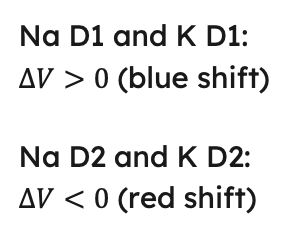 Na D1 and K D1:
ΔV > 0 (blue shift)
Na D2 and K D2:
ΔV < 0 (red shift)